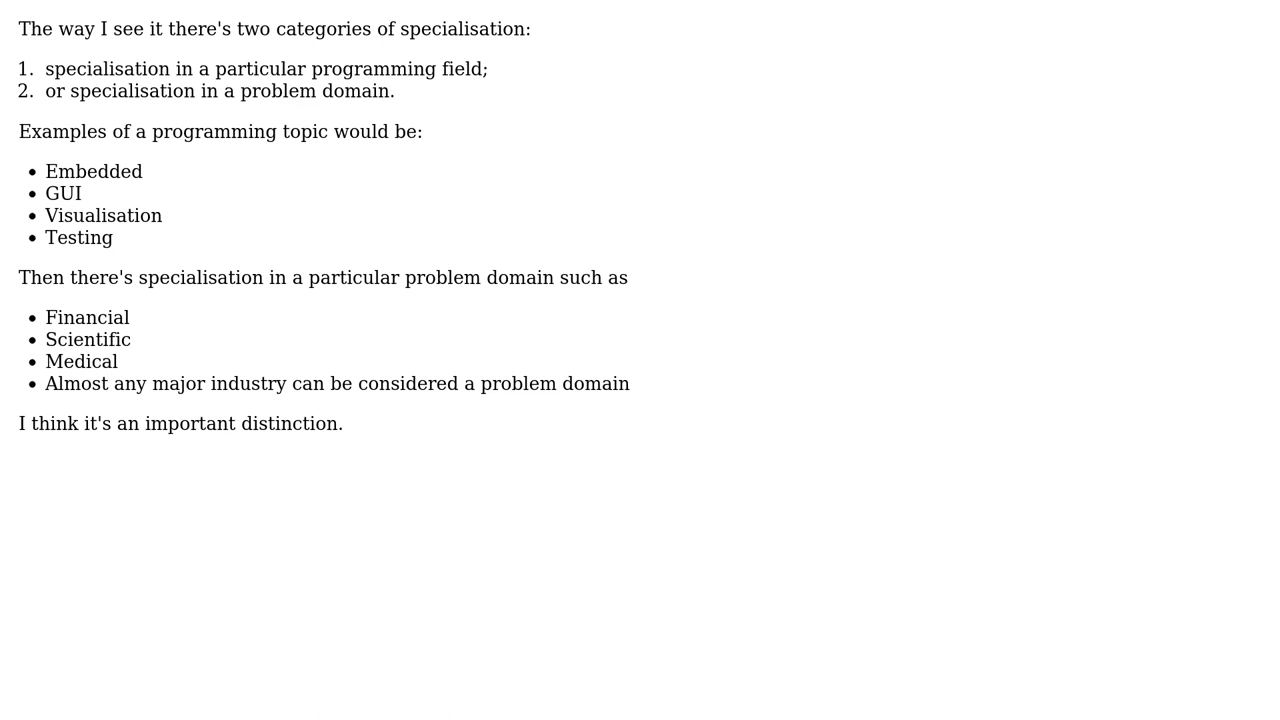 The way I see it there's two categories of specialisation:
1. specialisation in a particular programming field;
2. or specialisation in a problem domain.
Examples of a programming topic would be:
• Embedded
• GUI
• Visualisation
• Testing
Then there's specialisation in a particular problem domain such as
• Financial
• Scientific
• Medical
• Almost any major industry can be considered a problem domain
I think it's an important distinction.